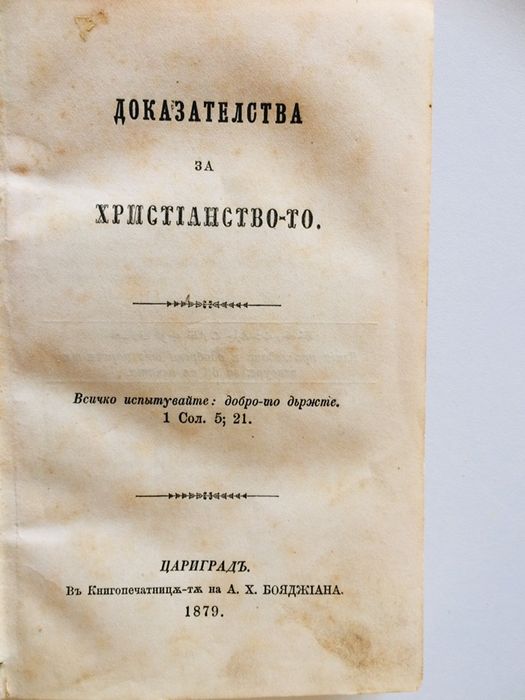 ДОКАЗАТЕЛСТВА
ЗА
ХРИСТІАНСТВО-ТО.
Всичко испытувайте: добро-то дьржте.
1 Сол. 5; 21.
ЦАРИГРАДЪ.
Въ Книгопечатницѫ-тѫ на А. Х. БОЯДЖІАНА.
1879.